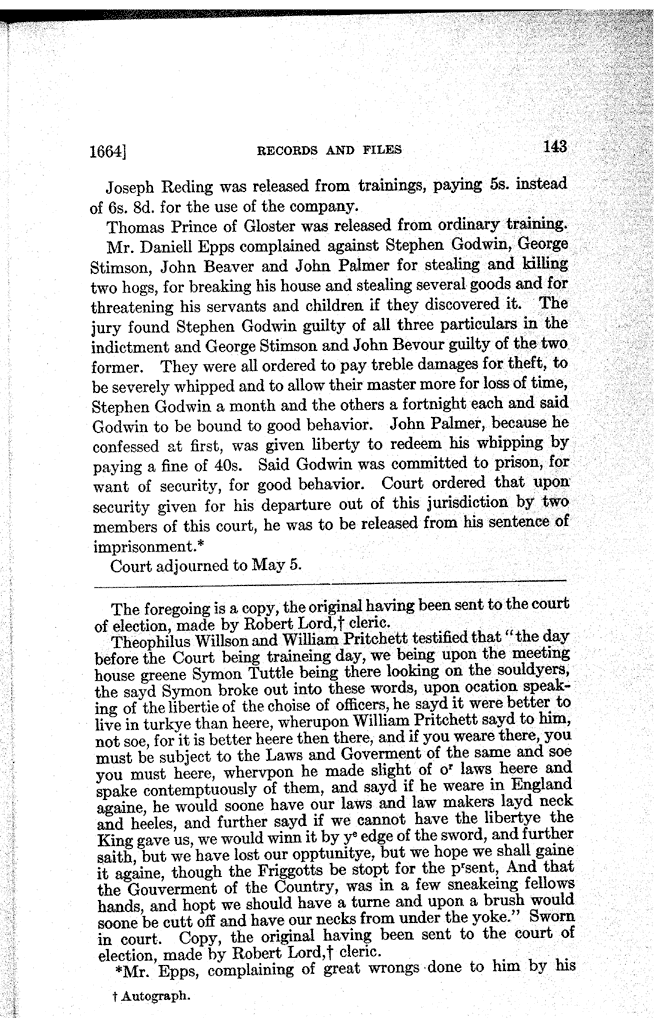 1664] RECORDS AND FILES 143
Joseph Reding was released from trainings, paying 5s. instead
of 6s. 8d. for the use of the company.
Thomas Prince of Gloster was released from ordinary training.
Mr. Daniell Epps complained against Stephen Godwin, George
Stimson, John Beaver and John Palmer for stealing and killing
two hogs, for breaking his house and stealing several goods and for
threatening his servants and children if they discovered it. The
jury found Stephen Godwin guilty of all three particulars in the
indictment and George Stimson and John Bevour guilty of the two
former. They were all ordered to pay treble damages for theft, to
be severely whipped and to allow their master more for loss of time,
Stephen Godwin a month and the others a fortnight each and said
Godwin to be bound to good behavior. John Palmer, because he
confessed at first, was given liberty to redeem his whipping by
paying a fine of 40s. Said Godwin was committed to prison, for
want of security, for good behavior. Court ordered that upon
security given for his departure out of this jurisdiction by two
members of this court, he was to be released from his sentence of
imprisonment.*
Court adjourned to May 5.
The foregoing is a copy, the original having been sent to the court
of election, made by Robert Lord,† cleric.
Theophilus Willson and William Pritchett testified that "the day
before the Court being traineing day, we being upon the meeting
house greene Symon Tuttle being there looking on the souldyers,
the sayd Symon broke out into these words, upon ocation speak-
ing of the libertie of the choise of officers, he sayd it were better to
live in turkye than heere, wherupon William Pritchett sayd to him,
not soe, for it is better heere then there, and if you weare there, you
must be subject to the Laws and Goverment of the same and soe
you must heere, whervpon he made slight of oʳ laws heere and
spake contemptuously of them, and sayd if he weare in England
againe, he would soone have our laws and law makers layd neck
and heeles, and further sayd if we cannot have the libertye the
King gave us, we would winn it by yᵉ edge of the sword, and further
saith, but we have lost our opptunitye, but we hope we shall gaine
it againe, though the Friggotts be stopt for the pʳsent, And that
the Gouverment of the Country, was in a few sneakeing fellows
hands, and hopt we should have a turne and upon a brush would
soone be cutt off and have our necks from under the yoke." Sworn
in court. Copy, the original having been sent to the court of
election, made by Robert Lord,† cleric.
*Mr. Epps, complaining of great wrongs done to him by his
† Autograph.